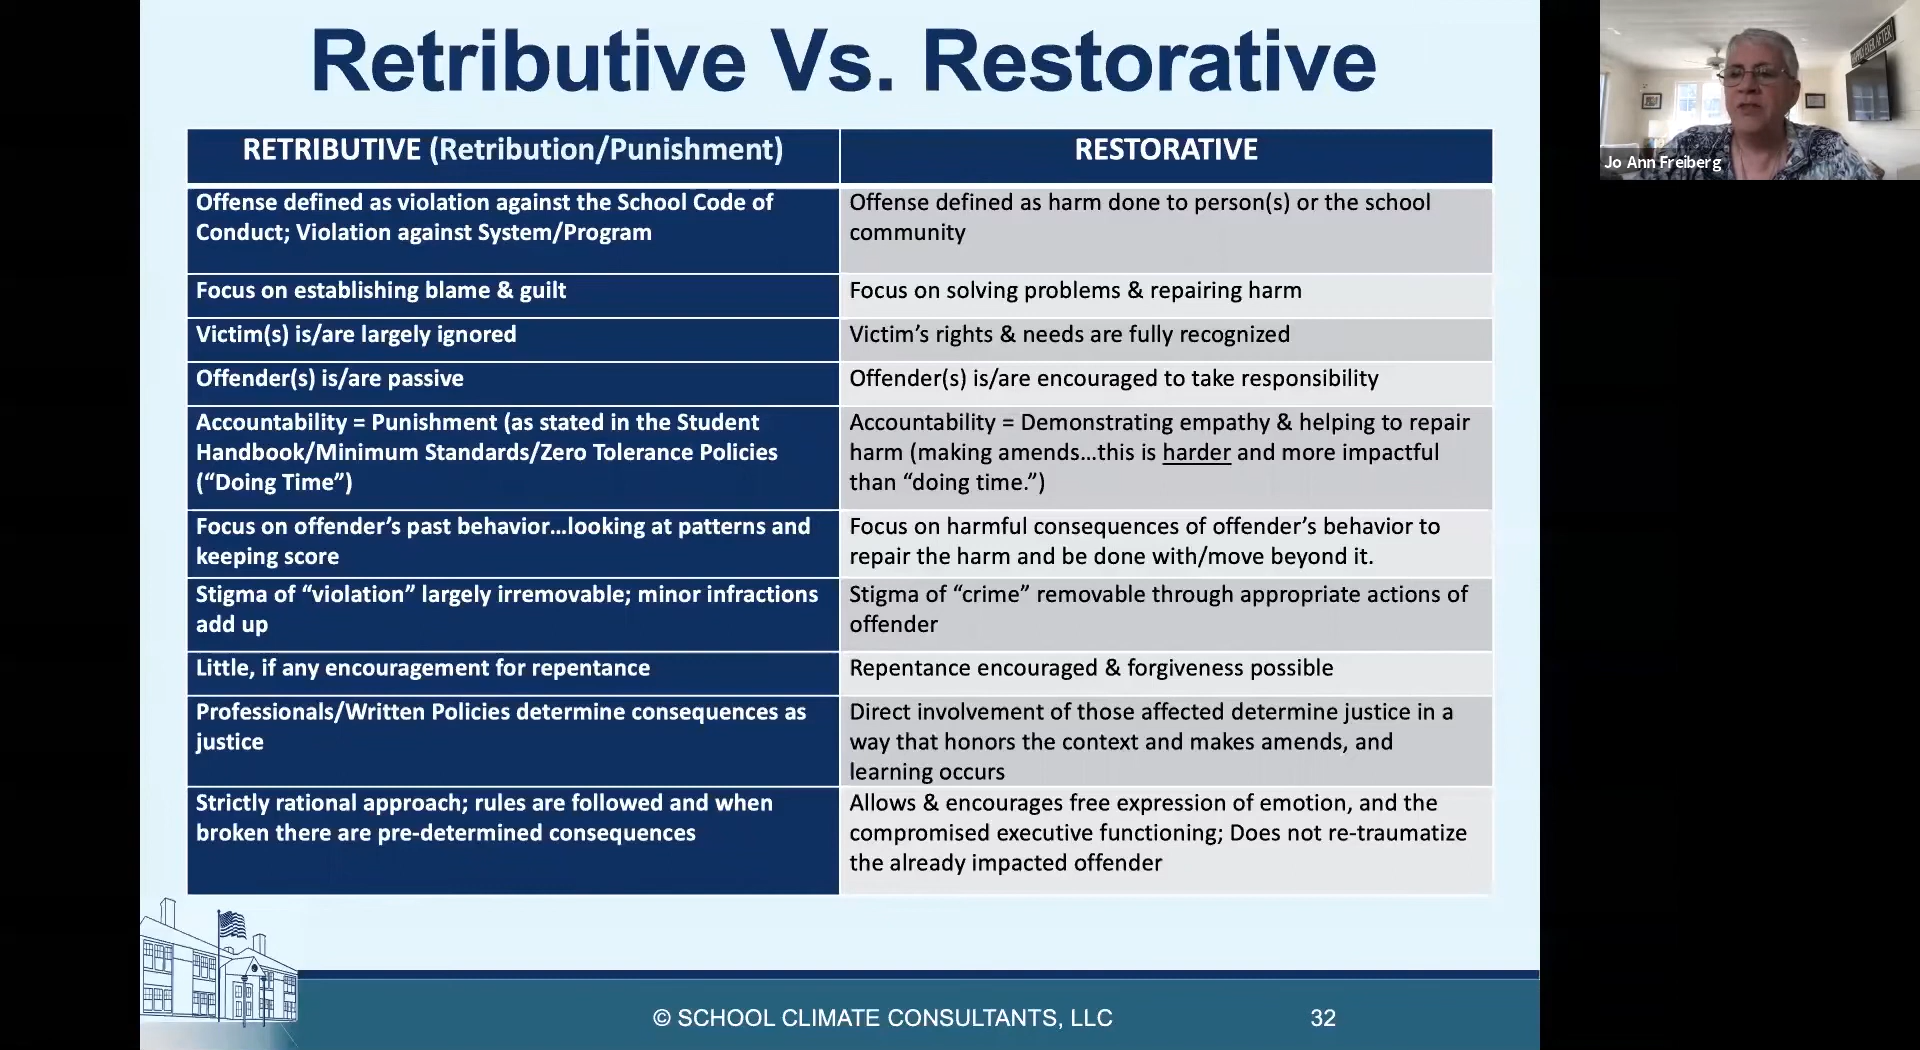 Retributive Vs. Restorative
RETRIBUTIVE (Retribution/Punishment)
RESTORATIVE
Offense defined as violation against the School Code of
Conduct; Violation against System/Program
Offense defined as harm done to person(s) or the school
community
Focus on establishing blame & guilt
Focus on solving problems & repairing harm
Victim(s) is/are largely ignored
Victim’s rights & needs are fully recognized
Offender(s) is/are passive
Offender(s) is/are encouraged to take responsibility
Accountability = Punishment (as stated in the Student
Handbook/Minimum Standards/Zero Tolerance Policies
(“Doing Time”)
Accountability = Demonstrating empathy & helping to repair
harm (making amends…this is harder and more impactful
than “doing time.”)
Focus on offender’s past behavior…looking at patterns and
keeping score
Focus on harmful consequences of offender’s behavior to
repair the harm and be done with/move beyond it.
Stigma of “violation” largely irremovable; minor infractions
add up
Stigma of “crime” removable through appropriate actions of
offender
Little, if any encouragement for repentance
Repentance encouraged & forgiveness possible
Professionals/Written Policies determine consequences as
justice
Direct involvement of those affected determine justice in a
way that honors the context and makes amends, and
learning occurs
Strictly rational approach; rules are followed and when
broken there are pre-determined consequences
Allows & encourages free expression of emotion, and the
compromised executive functioning; Does not re-traumatize
the already impacted offender
© SCHOOL CLIMATE CONSULTANTS, LLC
32
HAPPILY EVER AFTER
Jo Ann Freiberg